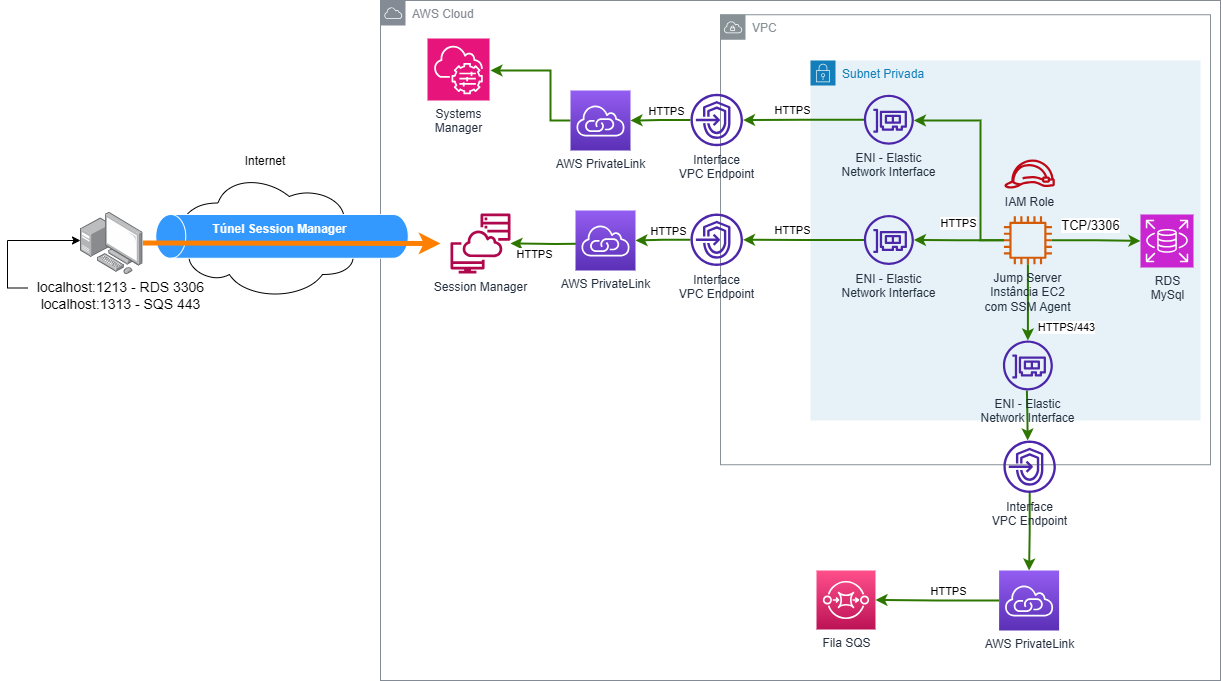 AWS Cloud
VPC
Subnet Privada
Systems
Manager
HTTPS
HTTPS
AWS PrivateLink
Interface
VPC Endpoint
ENI - Elastic
Network Interface
Internet
IAM Role
Túnel Session Manager
HTTPS
HTTPS
HTTPS
HTTPS
TCP/3306
Session Manager
AWS PrivateLink
Interface
VPC Endpoint
ENI - Elastic
Network Interface
Jump Server
Instância EC2
com SSM Agent
RDS
MySql
localhost:1213 - RDS 3306
localhost:1313 - SQS 443
HTTPS/443
ENI - Elastic
Network Interface
Interface
VPC Endpoint
HTTPS
Fila SQS
AWS PrivateLink